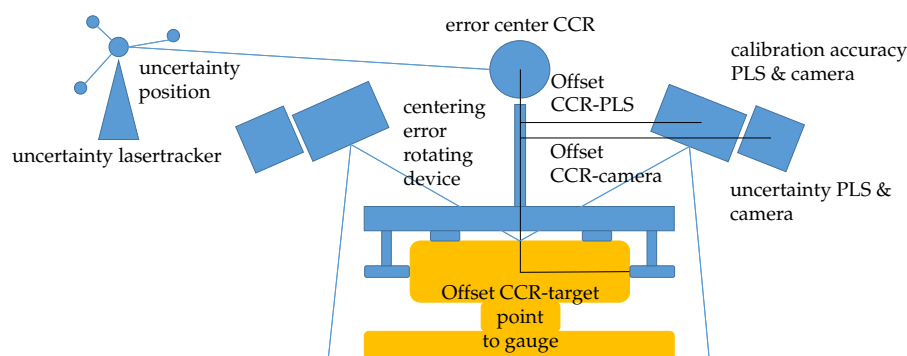 error center CCR
calibration accuracy
PLS & camera
uncertainty
position
Offset
CCR-PLS
centering
error
rotating
device
uncertainty lasertracker
Offset
CCR-camera
uncertainty PLS &
camera
Offset CCR-target
point
to gauge